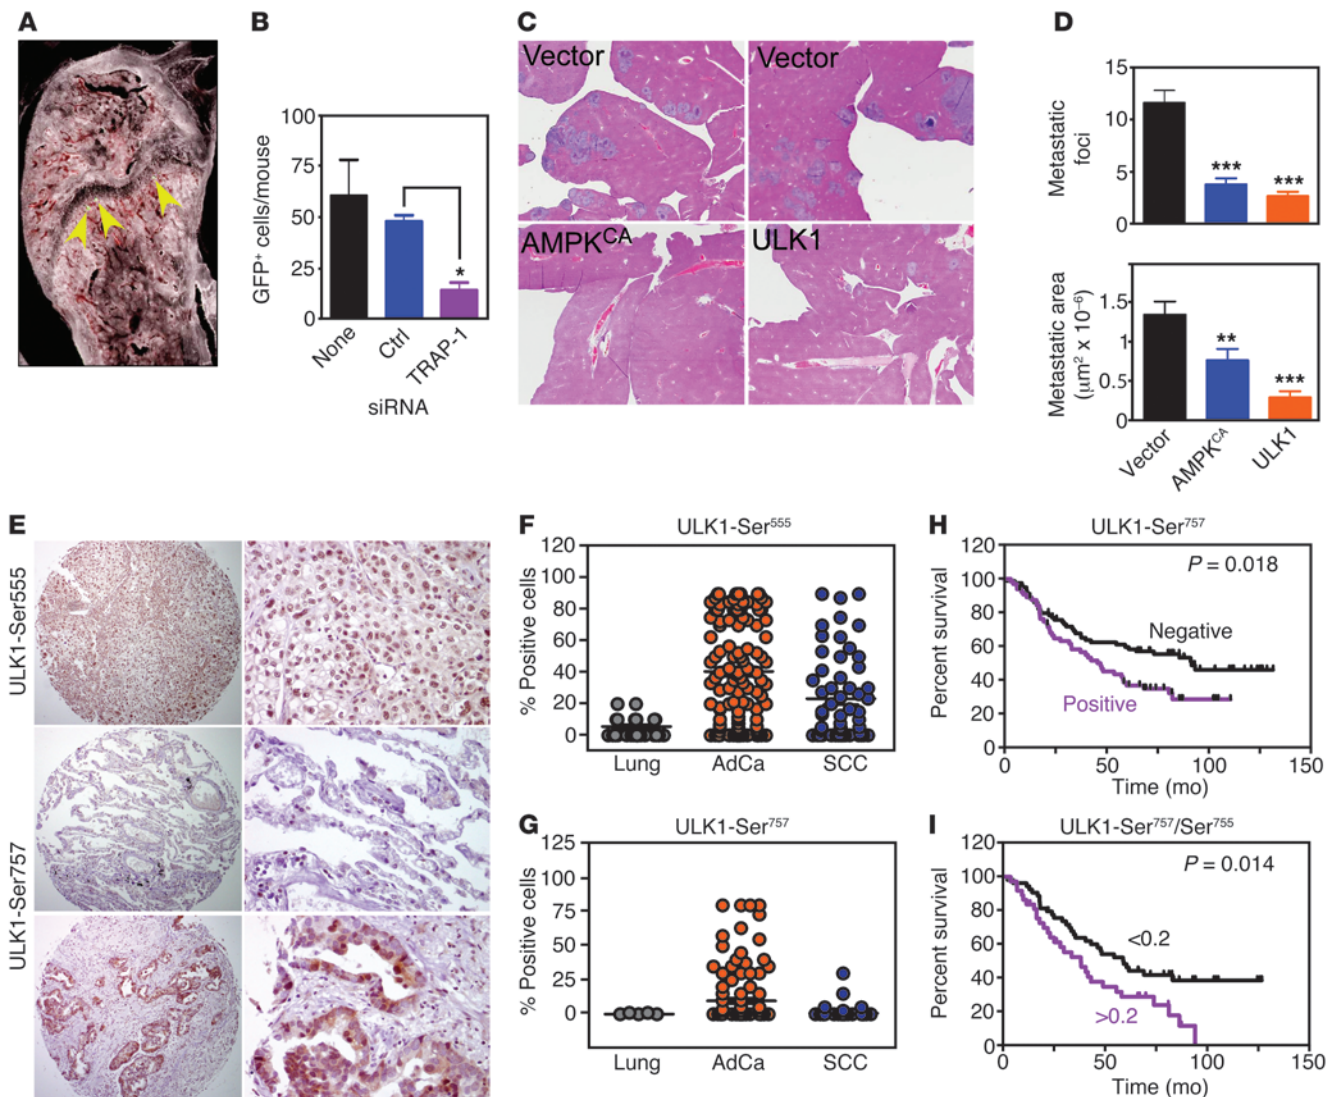 A
B
GFP⁺ cells/mouse
100
75
50
25
0
*
None
Ctrl
TRAP-1
siRNA
C
Vector
Vector
AMPKᶜᴬ
ULK1
D
Metastatic
foci
15
10
5
0
***
***
Metastatic area
(μm² x 10⁻⁶)
2
1.5
1
0.5
0
**
***
Vector
AMPKᶜᴬ
ULK1
E
ULK1-Ser555
ULK1-Ser757
F
ULK1-Ser⁵⁵⁵
% Positive cells
120
100
80
60
40
20
0
Lung
AdCa
SCC
G
ULK1-Ser⁷⁵⁷
% Positive cells
125
100
75
50
25
0
Lung
AdCa
SCC
H
ULK1-Ser⁷⁵⁷
P = 0.018
Percent survival
120
100
80
60
40
20
0
Negative
Positive
0
50
100
150
Time (mo)
I
ULK1-Ser⁷⁵⁷/Ser⁷⁵⁵
P = 0.014
Percent survival
120
100
80
60
40
20
0
<0.2
>0.2
0
50
100
150
Time (mo)